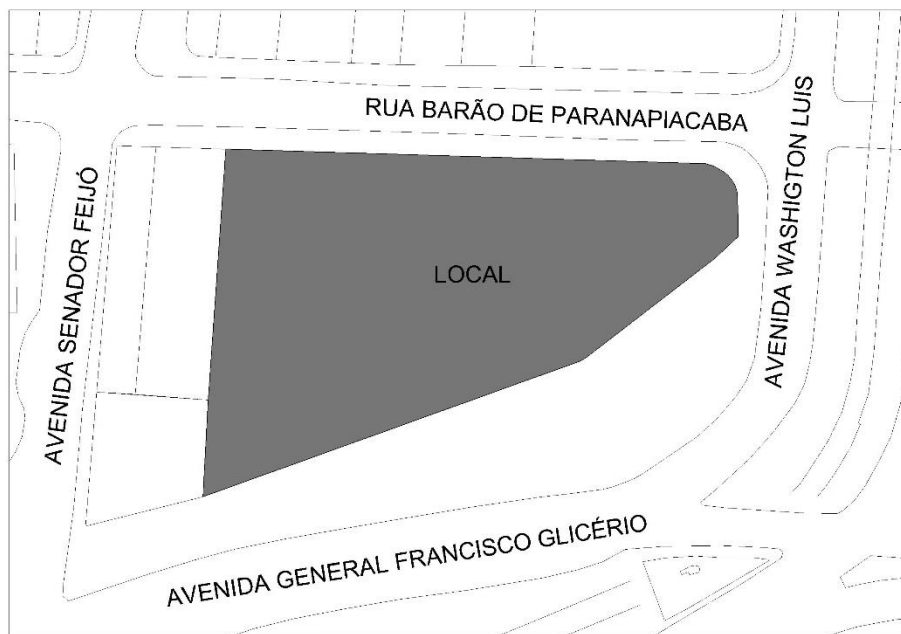 RUA BARÃO DE PARANAPIACABA
AVENIDA WASHIGTON LUIS
AVENIDA SENADOR FEIJÓ
LOCAL
AVENIDA GENERAL FRANCISCO GLICÉRIO